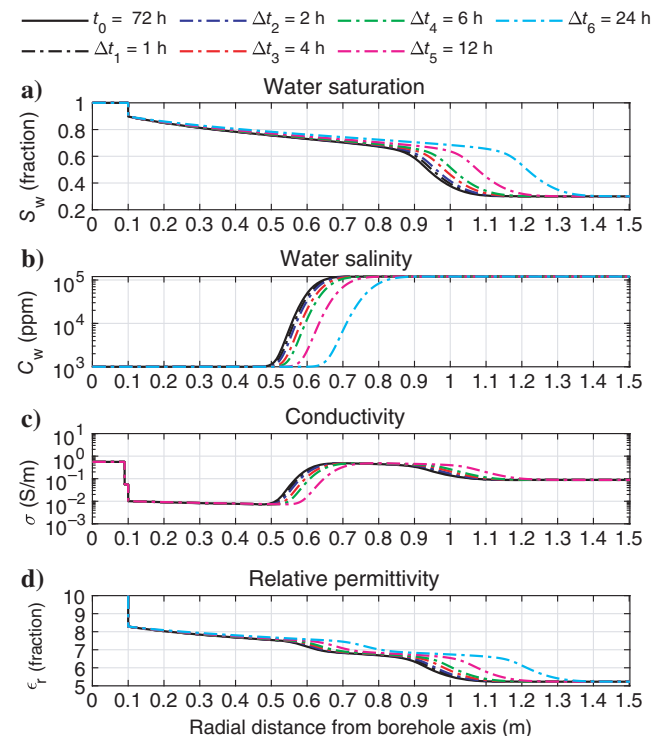 t0 = 72 h Δt2 = 2 h Δt4 = 6 h Δt6 = 24 h
Δt1 = 1 h Δt3 = 4 h Δt5 = 12 h
a) Water saturation
Sw (fraction)
1
0.8
0.6
0.4
0.2
0 0.1 0.2 0.3 0.4 0.5 0.6 0.7 0.8 0.9 1 1.1 1.2 1.3 1.4 1.5
b) Water salinity
Cw (ppm)
10^5
10^4
10^3
0 0.1 0.2 0.3 0.4 0.5 0.6 0.7 0.8 0.9 1 1.1 1.2 1.3 1.4 1.5
c) Conductivity
σ (S/m)
10^1
10^0
10^-1
10^-2
10^-3
0 0.1 0.2 0.3 0.4 0.5 0.6 0.7 0.8 0.9 1 1.1 1.2 1.3 1.4 1.5
d) Relative permittivity
ϵr (fraction)
10
9
8
7
6
5
0 0.1 0.2 0.3 0.4 0.5 0.6 0.7 0.8 0.9 1 1.1 1.2 1.3 1.4 1.5
Radial distance from borehole axis (m)